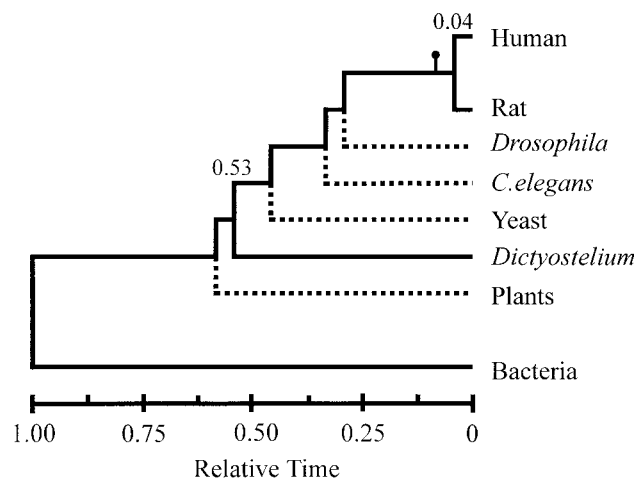 0.04
Human
Rat
Drosophila
0.53
C.elegans
Yeast
Dictyostelium
Plants
Bacteria
1.00 0.75 0.50 0.25 0
Relative Time